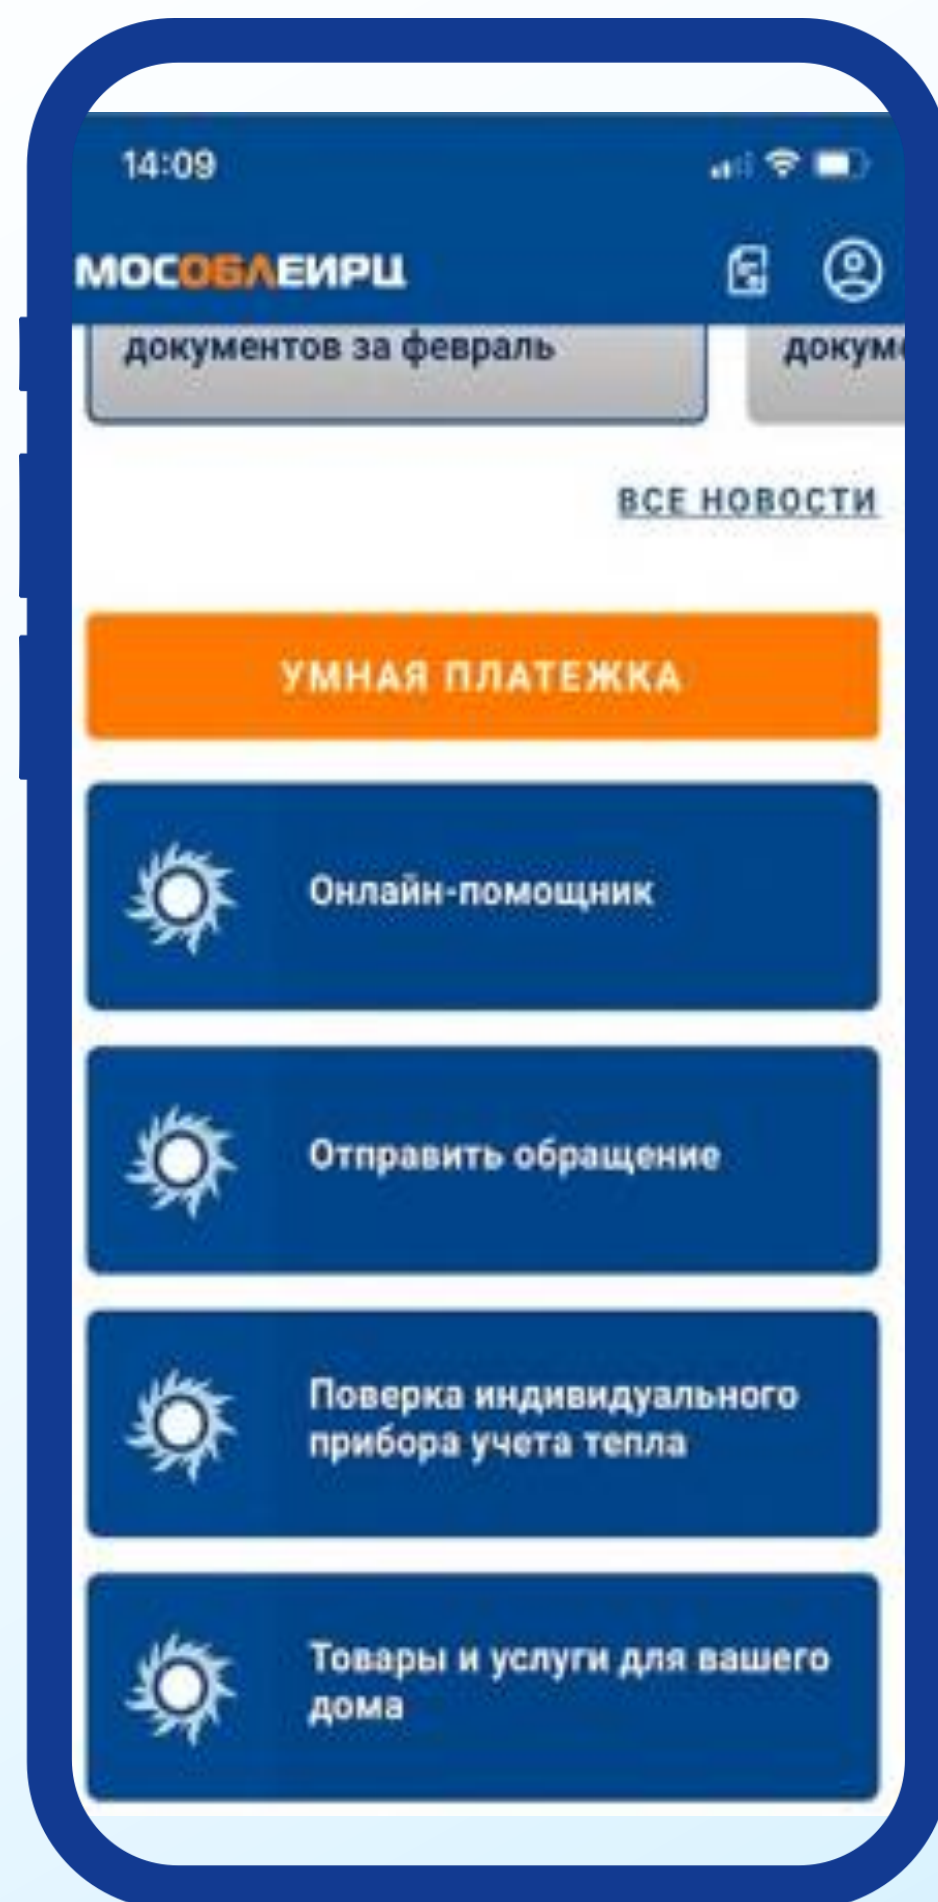 14:09
МОСОБЛЕИРЦ
документов за февраль
докум
ВСЕ НОВОСТИ
УМНАЯ ПЛАТЕЖКА
Онлайн-помощник
Отправить обращение
Поверка индивидуального
прибора учета тепла
Товары и услуги для вашего
дома